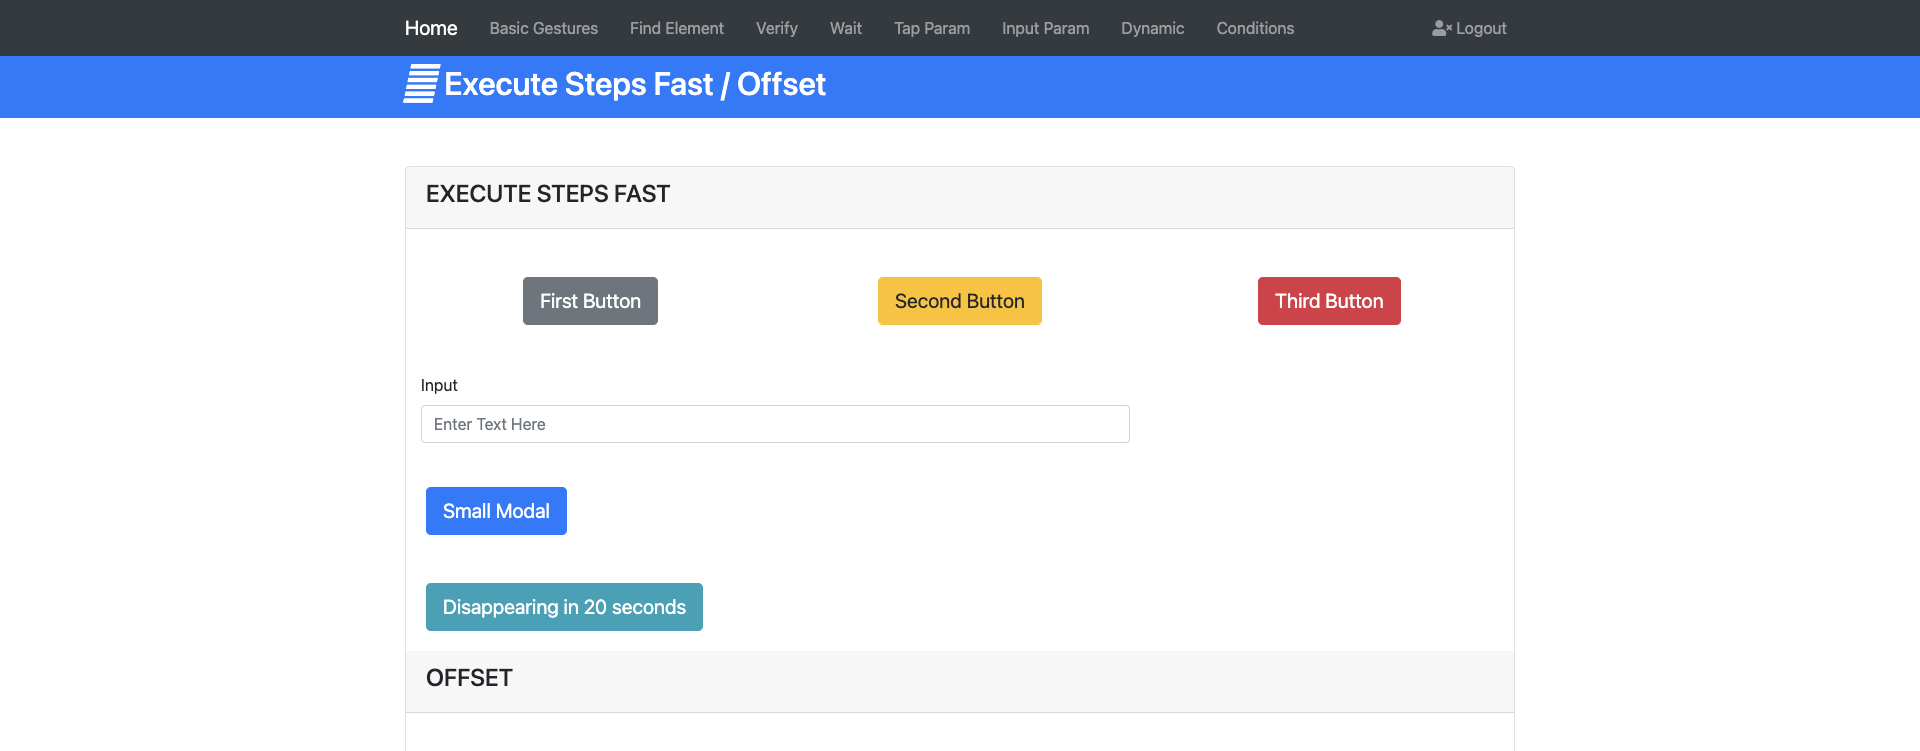 Home Basic Gestures Find Element Verify Wait Tap Param Input Param Dynamic Conditions Logout
Execute Steps Fast / Offset
EXECUTE STEPS FAST
First Button Second Button Third Button
Input
Enter Text Here
Small Modal
Disappearing in 20 seconds
OFFSET